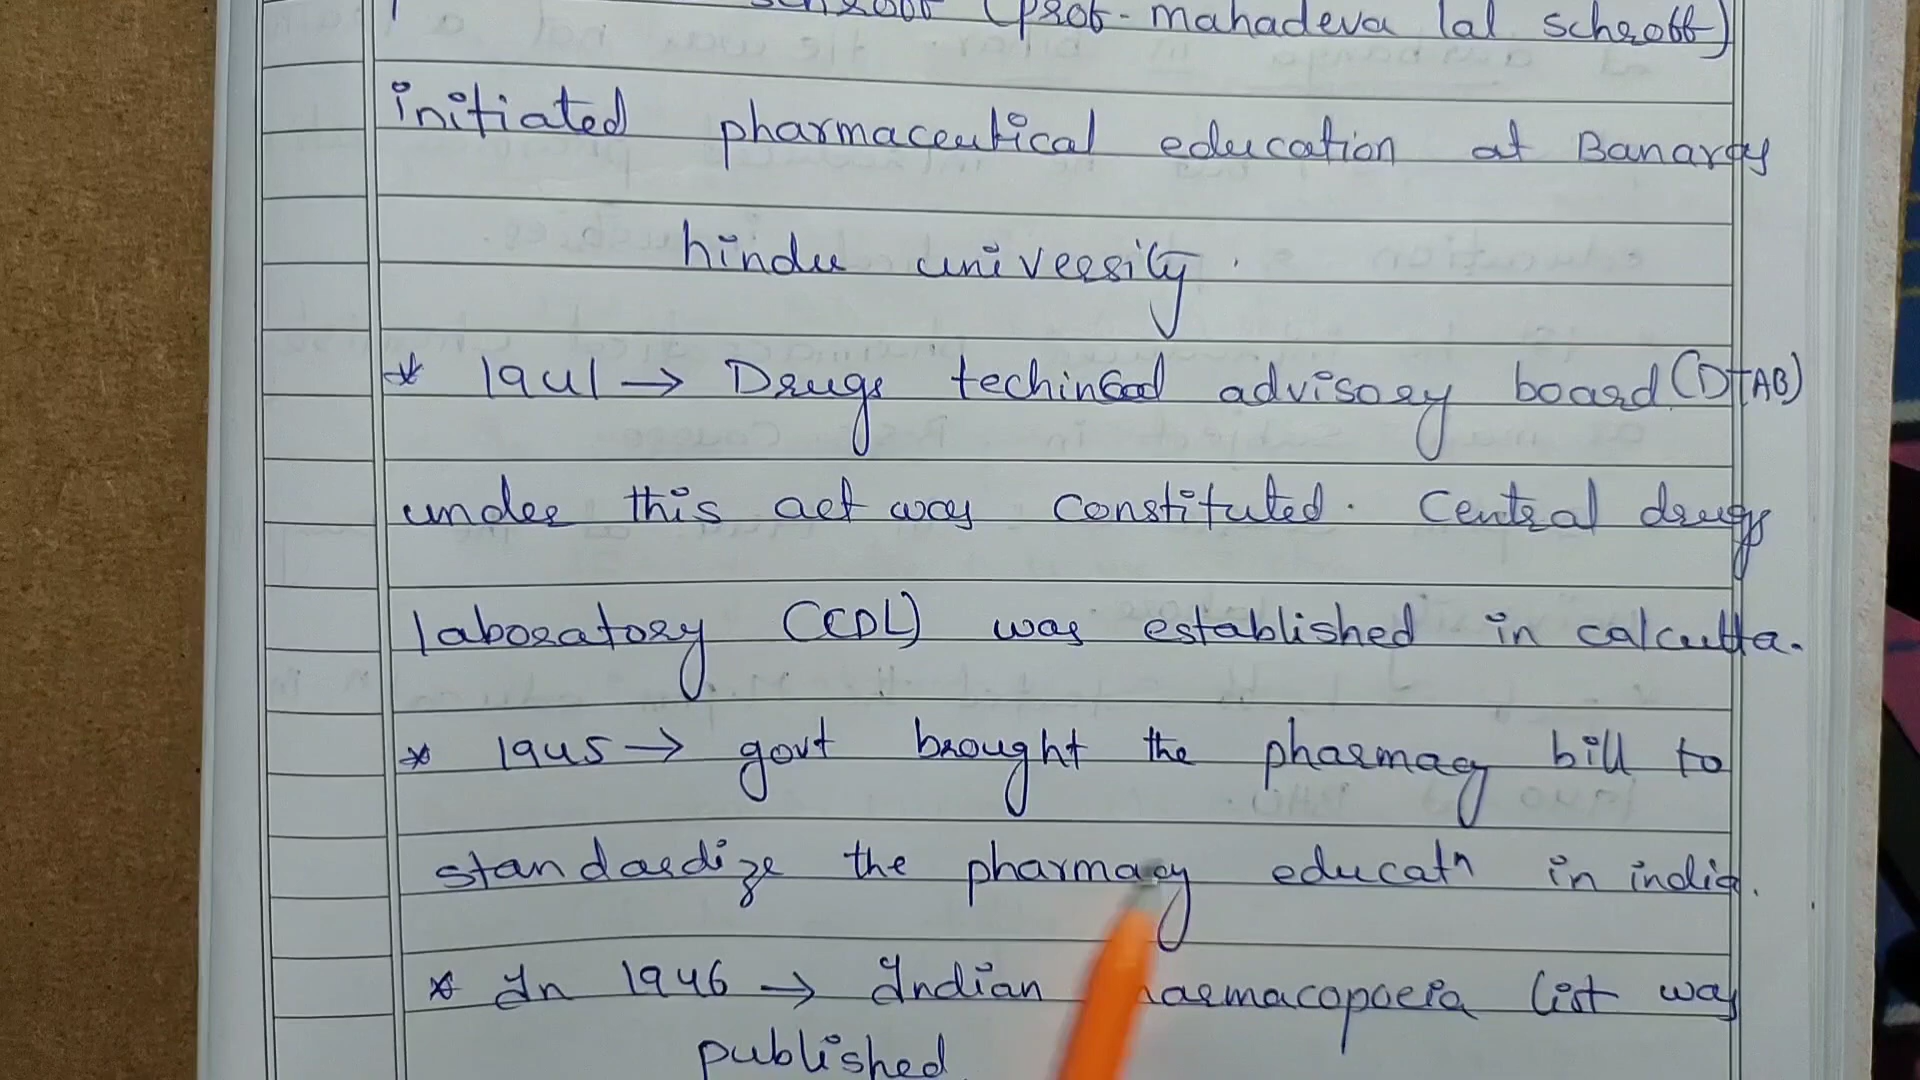 schroff (prof- mahadeva lal schroff)
initiated pharmaceutical education at Banaras
hindu university.
* 1941 → Drugs techincal advisory board (DTAB)
under this act was constituted. Central drugs
laboratory (CDL) was established in calcutta.
* 1945 → govt brought the pharmacy bill to
standardize the pharmacy educatn in india.
* In 1946 → Indian harmacopoeia list was
published